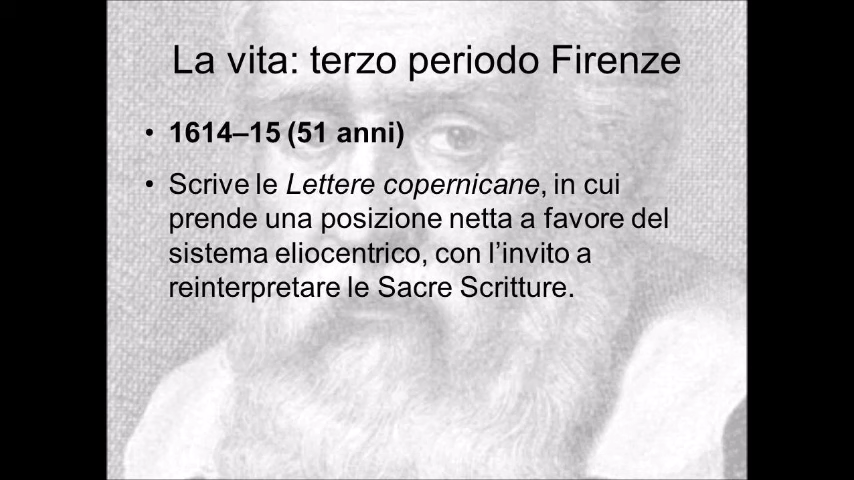 La vita: terzo periodo Firenze
• 1614–15 (51 anni)
• Scrive le Lettere copernicane, in cui
prende una posizione netta a favore del
sistema eliocentrico, con l’invito a
reinterpretare le Sacre Scritture.